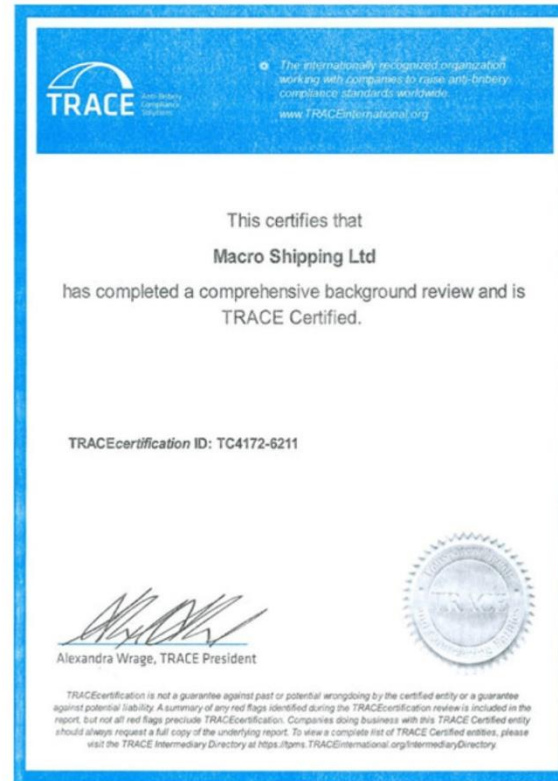 TRACE
Anti-Bribery
Compliance
Solutions
The internationally recognized organization
working with companies to raise anti-bribery
compliance standards worldwide
www.TRACEinternational.org
This certifies that
Macro Shipping Ltd
has completed a comprehensive background review and is
TRACE Certified.
TRACEcertification ID: TC4172-6211
TRACE
Alexandra Wrage, TRACE President
TRACEcertification is not a guarantee against past or potential wrongdoing by the certified entity or a guarantee
against potential liability. A summary of any red flags identified during the TRACEcertification review is included in the
report, but not all red flags preclude TRACEcertification. Companies doing business with this TRACE Certified entity
should always request a full copy of the underlying report. To view a complete list of TRACE Certified entities, please
visit the TRACE Intermediary Directory at https://tpms.TRACEinternational.org/IntermediaryDirectory.